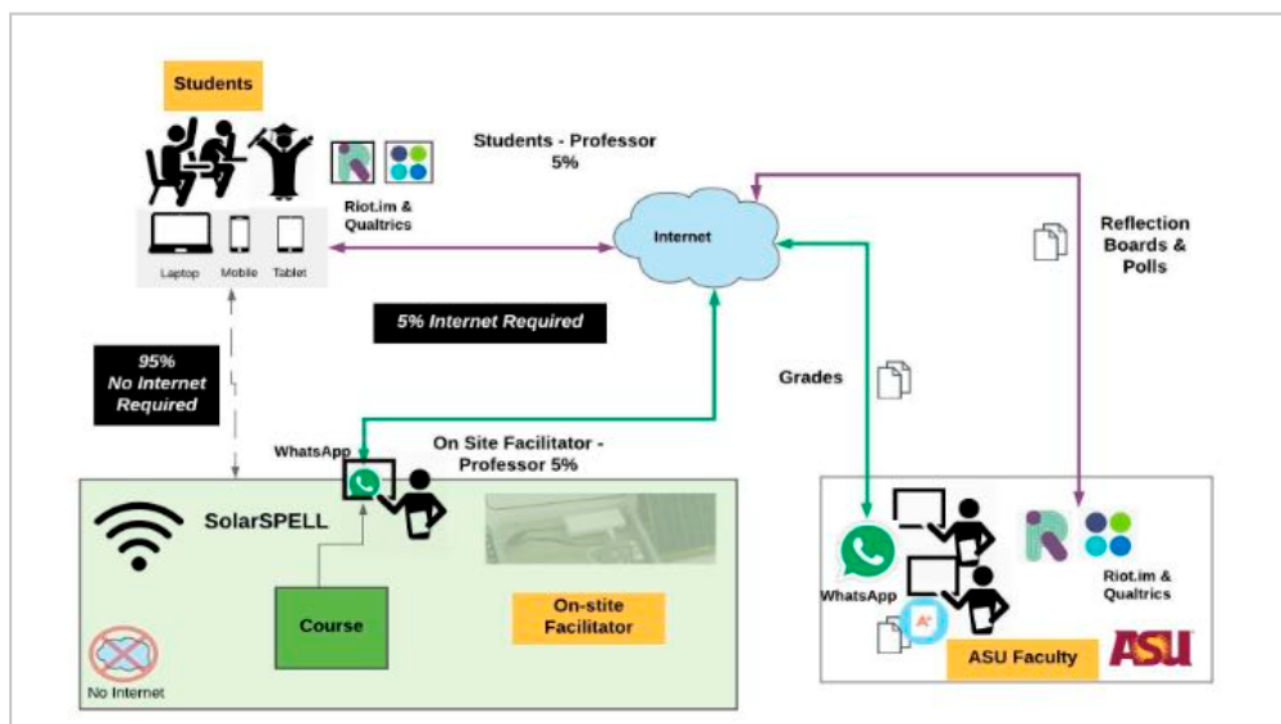 Students
Students - Professor
5%
Riot.im &
Qualtrics
Laptop
Mobile
Tablet
Internet
Reflection
Boards &
Polls
5% Internet Required
95%
No Internet
Required
Grades
WhatsApp
On Site Facilitator -
Professor 5%
SolarSPELL
Course
On-stite
Facilitator
No Internet
WhatsApp
Riot.im &
Qualtrics
A+
ASU Faculty
ASU